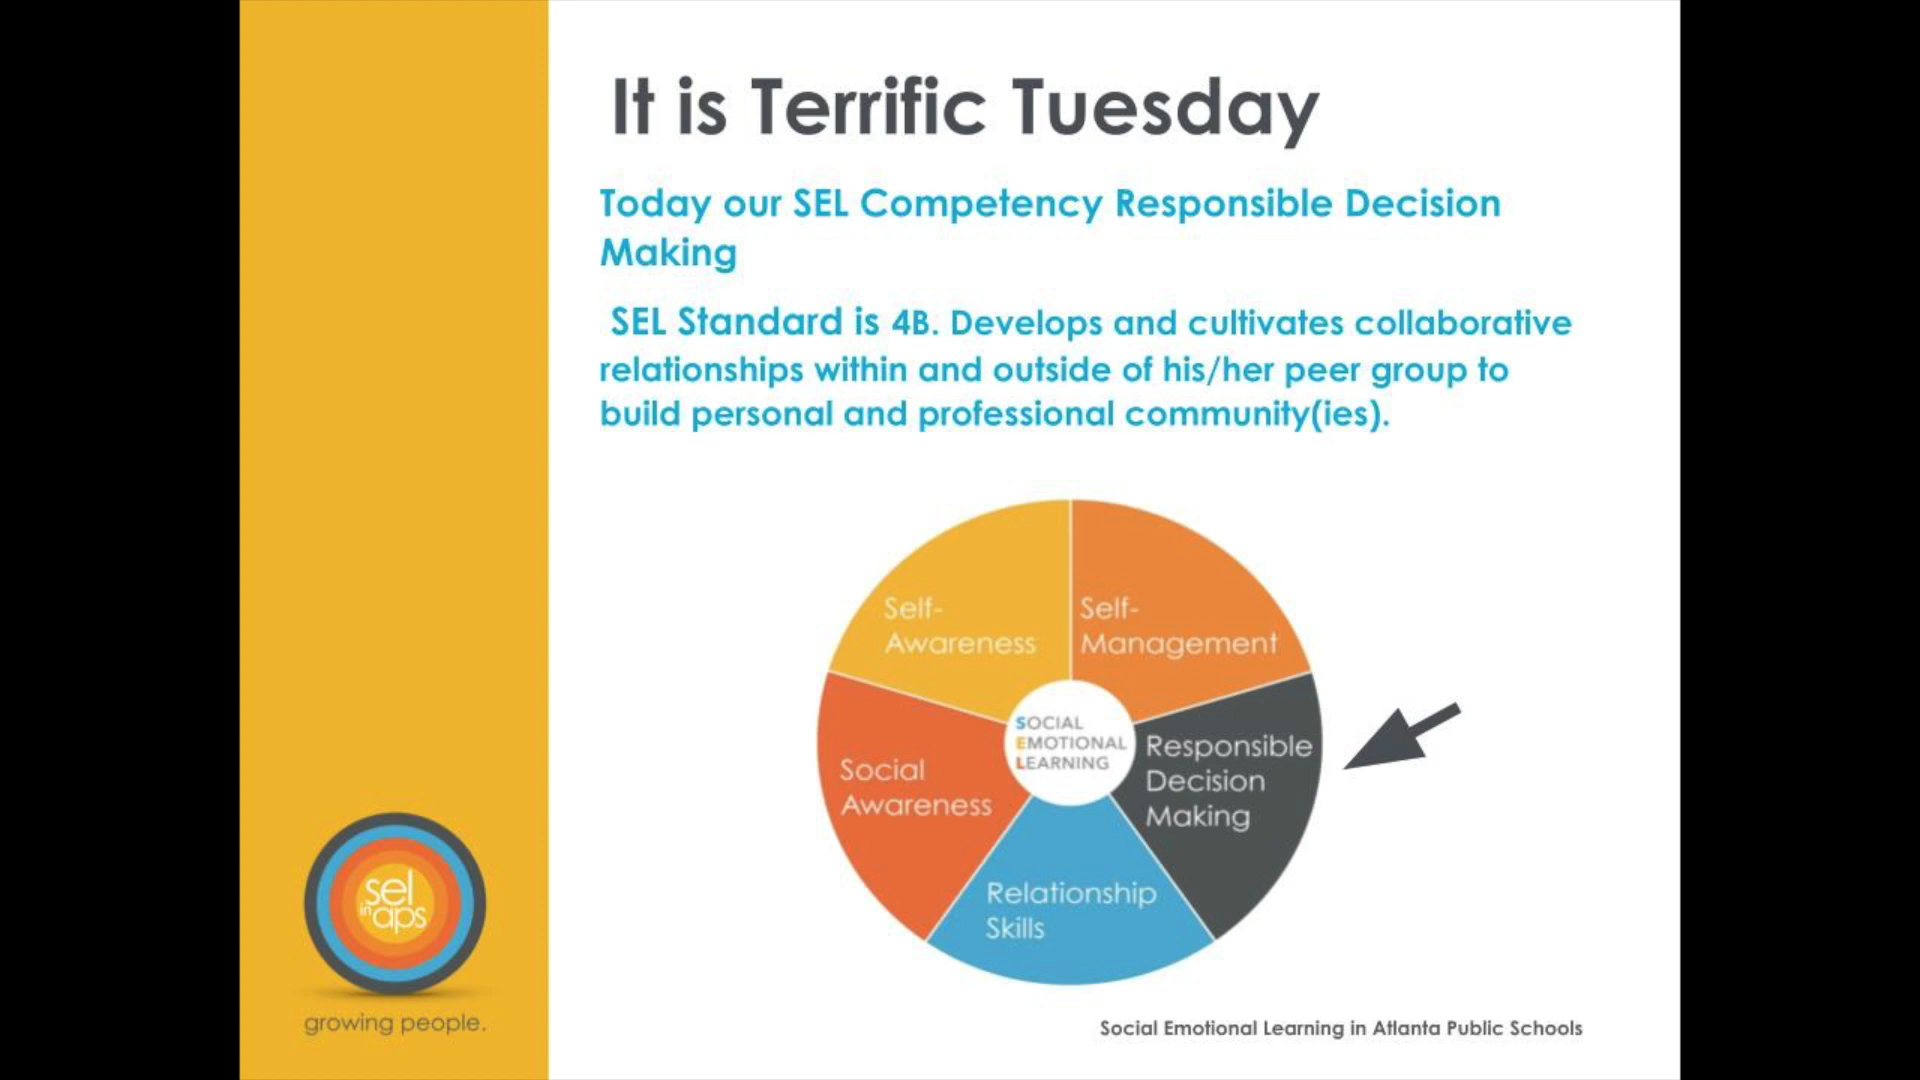 It is Terrific Tuesday
Today our SEL Competency Responsible Decision
Making
SEL Standard is 4B. Develops and cultivates collaborative
relationships within and outside of his/her peer group to
build personal and professional community(ies).
Self-
Awareness
Self-
Management
SOCIAL
EMOTIONAL
LEARNING
Responsible
Decision
Making
Social
Awareness
Relationship
Skills
sel
in aps
growing people.
Social Emotional Learning in Atlanta Public Schools